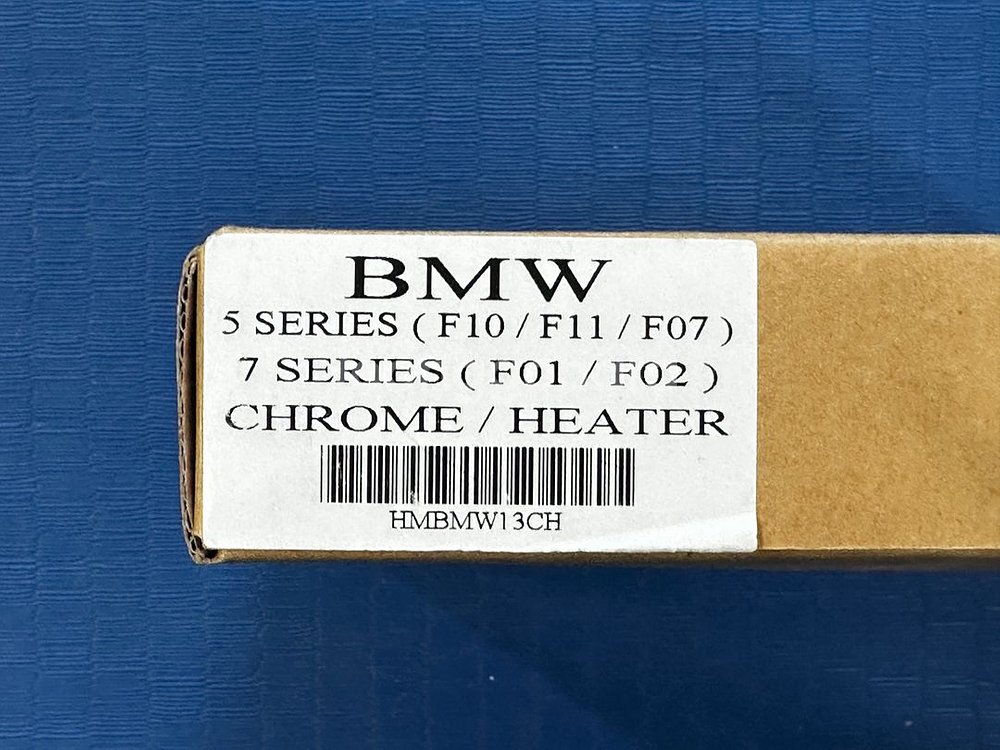 BMW
5 SERIES ( F10 / F11 / F07 )
7 SERIES ( F01 / F02 )
CHROME / HEATER
HMBMW13CH